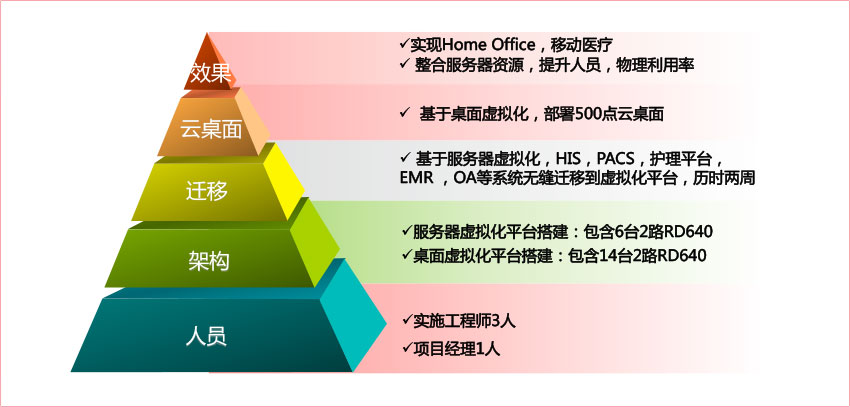 效果
✓实现Home Office，移动医疗
✓ 整合服务器资源，提升人员，物理利用率
云桌面
✓ 基于桌面虚拟化，部署500点云桌面
迁移
✓ 基于服务器虚拟化，HIS，PACS，护理平台，
EMR ，OA等系统无缝迁移到虚拟化平台，历时两周
架构
✓服务器虚拟化平台搭建：包含6台2路RD640
✓桌面虚拟化平台搭建：包含14台2路RD640
人员
✓实施工程师3人
✓项目经理1人